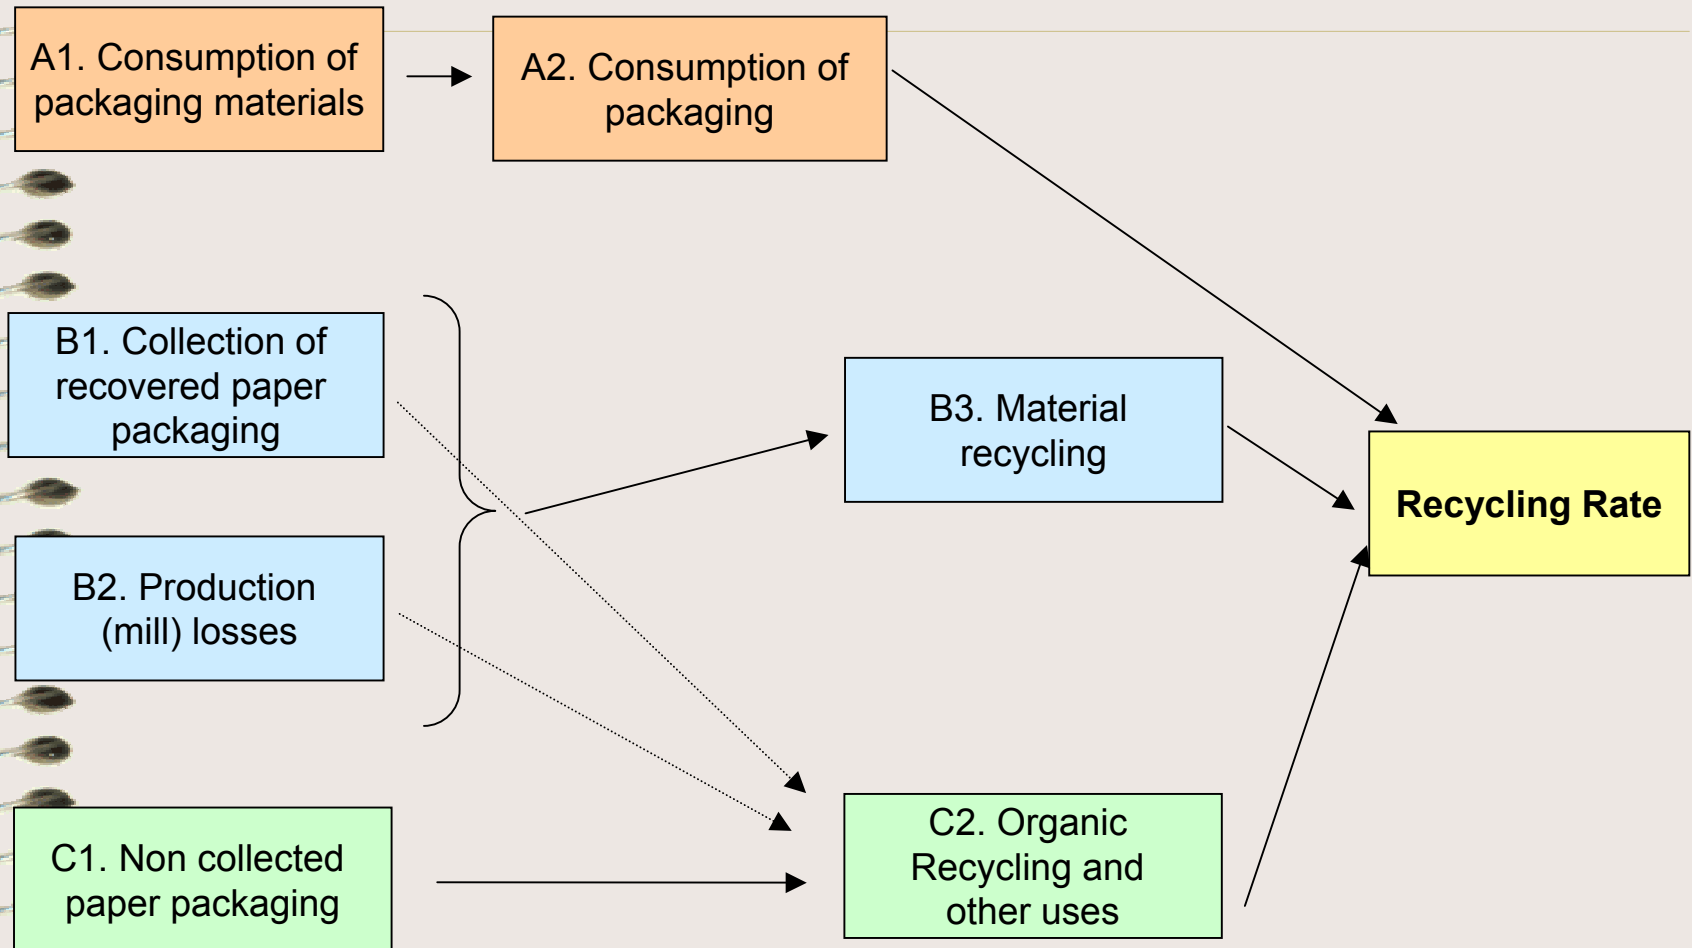 A1. Consumption of
packaging materials
A2. Consumption of
packaging
B1. Collection of
recovered paper
packaging
B3. Material
recycling
Recycling Rate
B2. Production
(mill) losses
C1. Non collected
paper packaging
C2. Organic
Recycling and
other uses